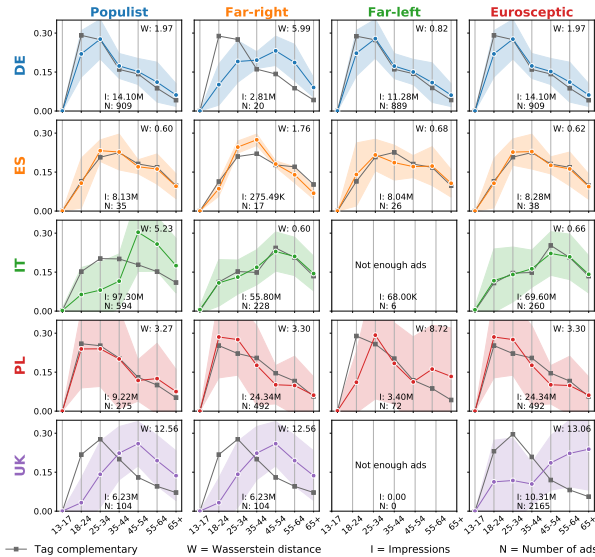 Populist Far-right Far-left Eurosceptic
DE
0.30
0.15
0.00
W: 1.97
I: 14.10M
N: 909
W: 5.99
I: 2.81M
N: 20
W: 0.82
I: 11.28M
N: 889
W: 1.97
I: 14.10M
N: 909
ES
0.30
0.15
0.00
W: 0.60
I: 8.13M
N: 35
W: 1.76
I: 275.49K
N: 17
W: 0.68
I: 8.04M
N: 26
W: 0.62
I: 8.28M
N: 38
IT
0.30
0.15
0.00
W: 5.23
I: 97.30M
N: 594
W: 0.60
I: 55.80M
N: 228
Not enough ads
I: 68.00K
N: 6
W: 0.66
I: 69.60M
N: 260
PL
0.30
0.15
0.00
W: 3.27
I: 9.22M
N: 275
W: 3.30
I: 24.34M
N: 492
W: 8.72
I: 3.40M
N: 72
W: 3.30
I: 24.34M
N: 492
UK
0.30
0.15
0.00
W: 12.56
I: 6.23M
N: 104
W: 12.56
I: 6.23M
N: 104
Not enough ads
I: 0.00
N: 0
W: 13.06
I: 10.31M
N: 2165
13-17 18-24 25-34 35-44 45-54 55-64 65+
13-17 18-24 25-34 35-44 45-54 55-64 65+
13-17 18-24 25-34 35-44 45-54 55-64 65+
13-17 18-24 25-34 35-44 45-54 55-64 65+
Tag complementary W = Wasserstein distance I = Impressions N = Number of ads